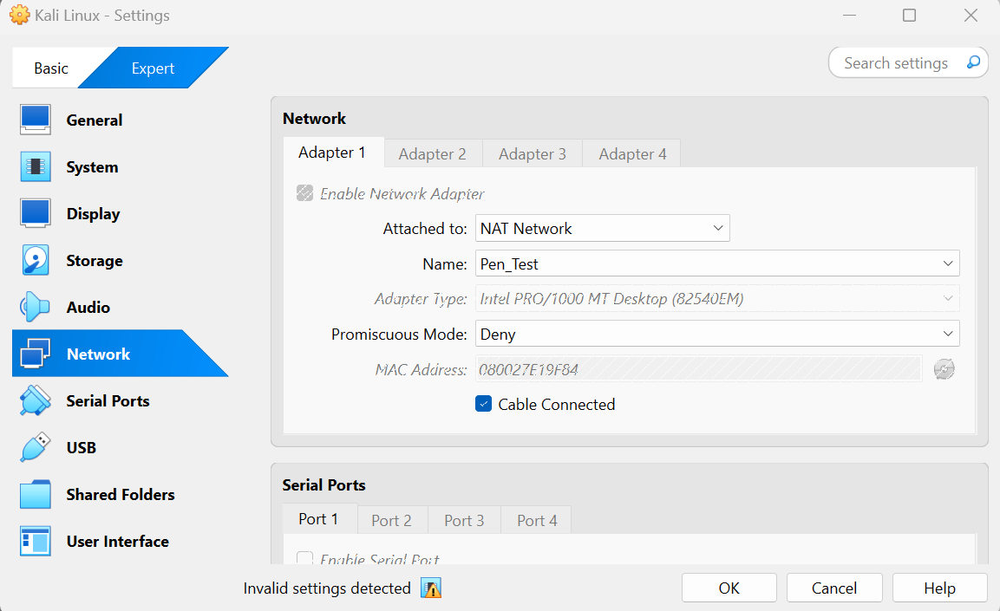 Kali Linux - Settings
Basic
Expert
Search settings
General
System
Display
Storage
Audio
Network
Serial Ports
USB
Shared Folders
User Interface
Network
Adapter 1
Adapter 2
Adapter 3
Adapter 4
Enable Network Adapter
Attached to: NAT Network
Name: Pen_Test
Adapter Type: Intel PRO/1000 MT Desktop (82540EM)
Promiscuous Mode: Deny
MAC Address: 080027E19F84
Cable Connected
Serial Ports
Port 1
Port 2
Port 3
Port 4
Enable Serial Port
Invalid settings detected
OK
Cancel
Help